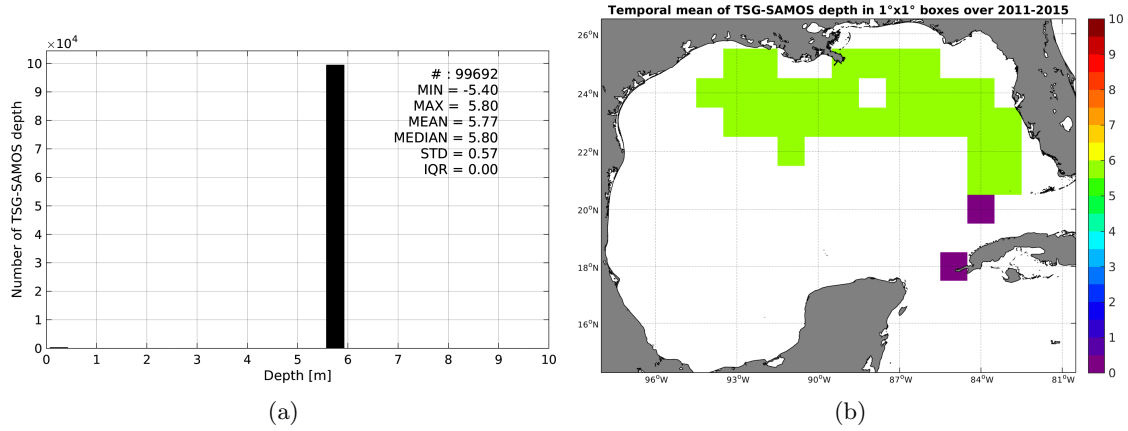 ×10⁴
10
9
8
7
6
5
4
3
2
1
0
Number of TSG-SAMOS depth
# : 99692
MIN = -5.40
MAX = 5.80
MEAN = 5.77
MEDIAN = 5.80
STD = 0.57
IQR = 0.00
0 1 2 3 4 5 6 7 8 9 10
Depth [m]
(a)
Temporal mean of TSG-SAMOS depth in 1°x1° boxes over 2011-2015
26°N
24°N
22°N
20°N
18°N
16°N
96°W 93°W 90°W 87°W 84°W 81°W
10
9
8
7
6
5
4
3
2
1
0
(b)